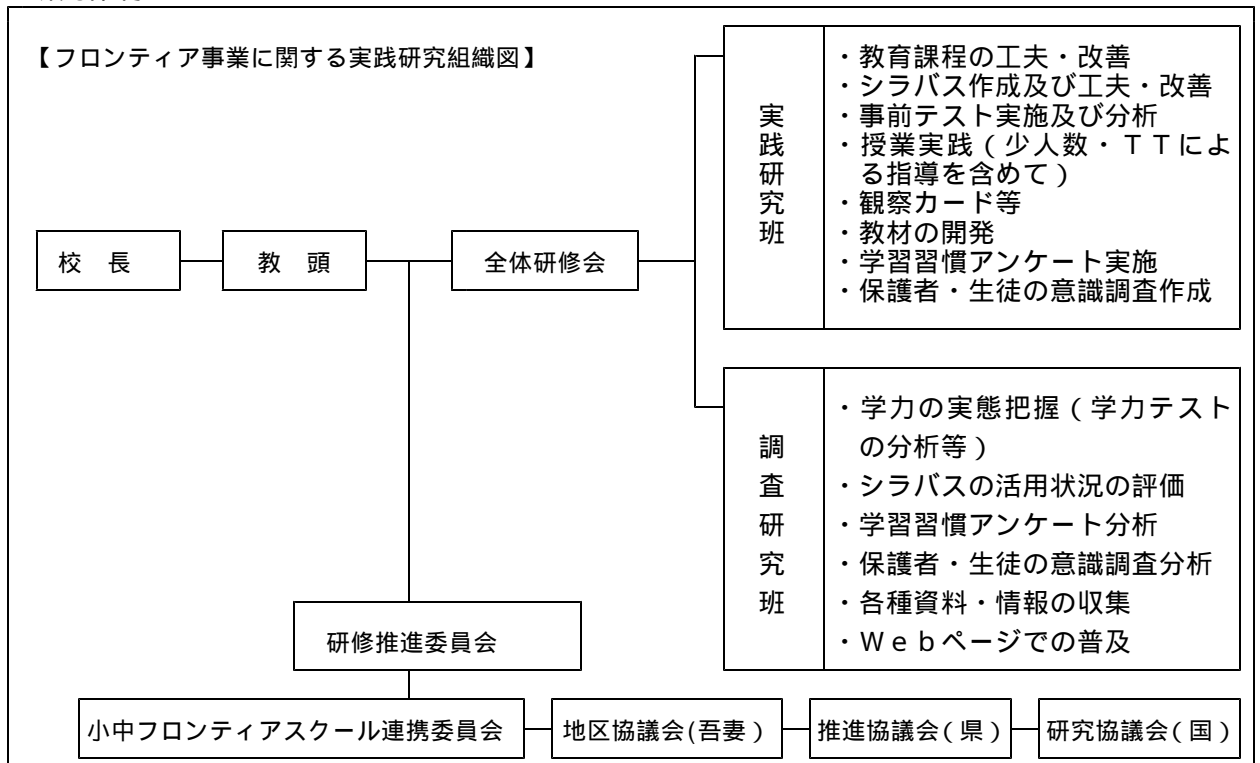 【フロンティア事業に関する実践研究組織図】
校　長
教　頭
全体研修会
実践研究班
・教育課程の工夫・改善
・シラバス作成及び工夫・改善
・事前テスト実施及び分析
・授業実践（少人数・ＴＴによ
る指導を含めて）
・観察カード等
・教材の開発
・学習習慣アンケート実施
・保護者・生徒の意識調査作成
調査研究班
・学力の実態把握（学力テスト
の分析等）
・シラバスの活用状況の評価
・学習習慣アンケート分析
・保護者・生徒の意識調査分析
・各種資料・情報の収集
・Ｗｅｂページでの普及
研修推進委員会
小中フロンティアスクール連携委員会
地区協議会(吾妻）
推進協議会(県）
研究協議会(国）